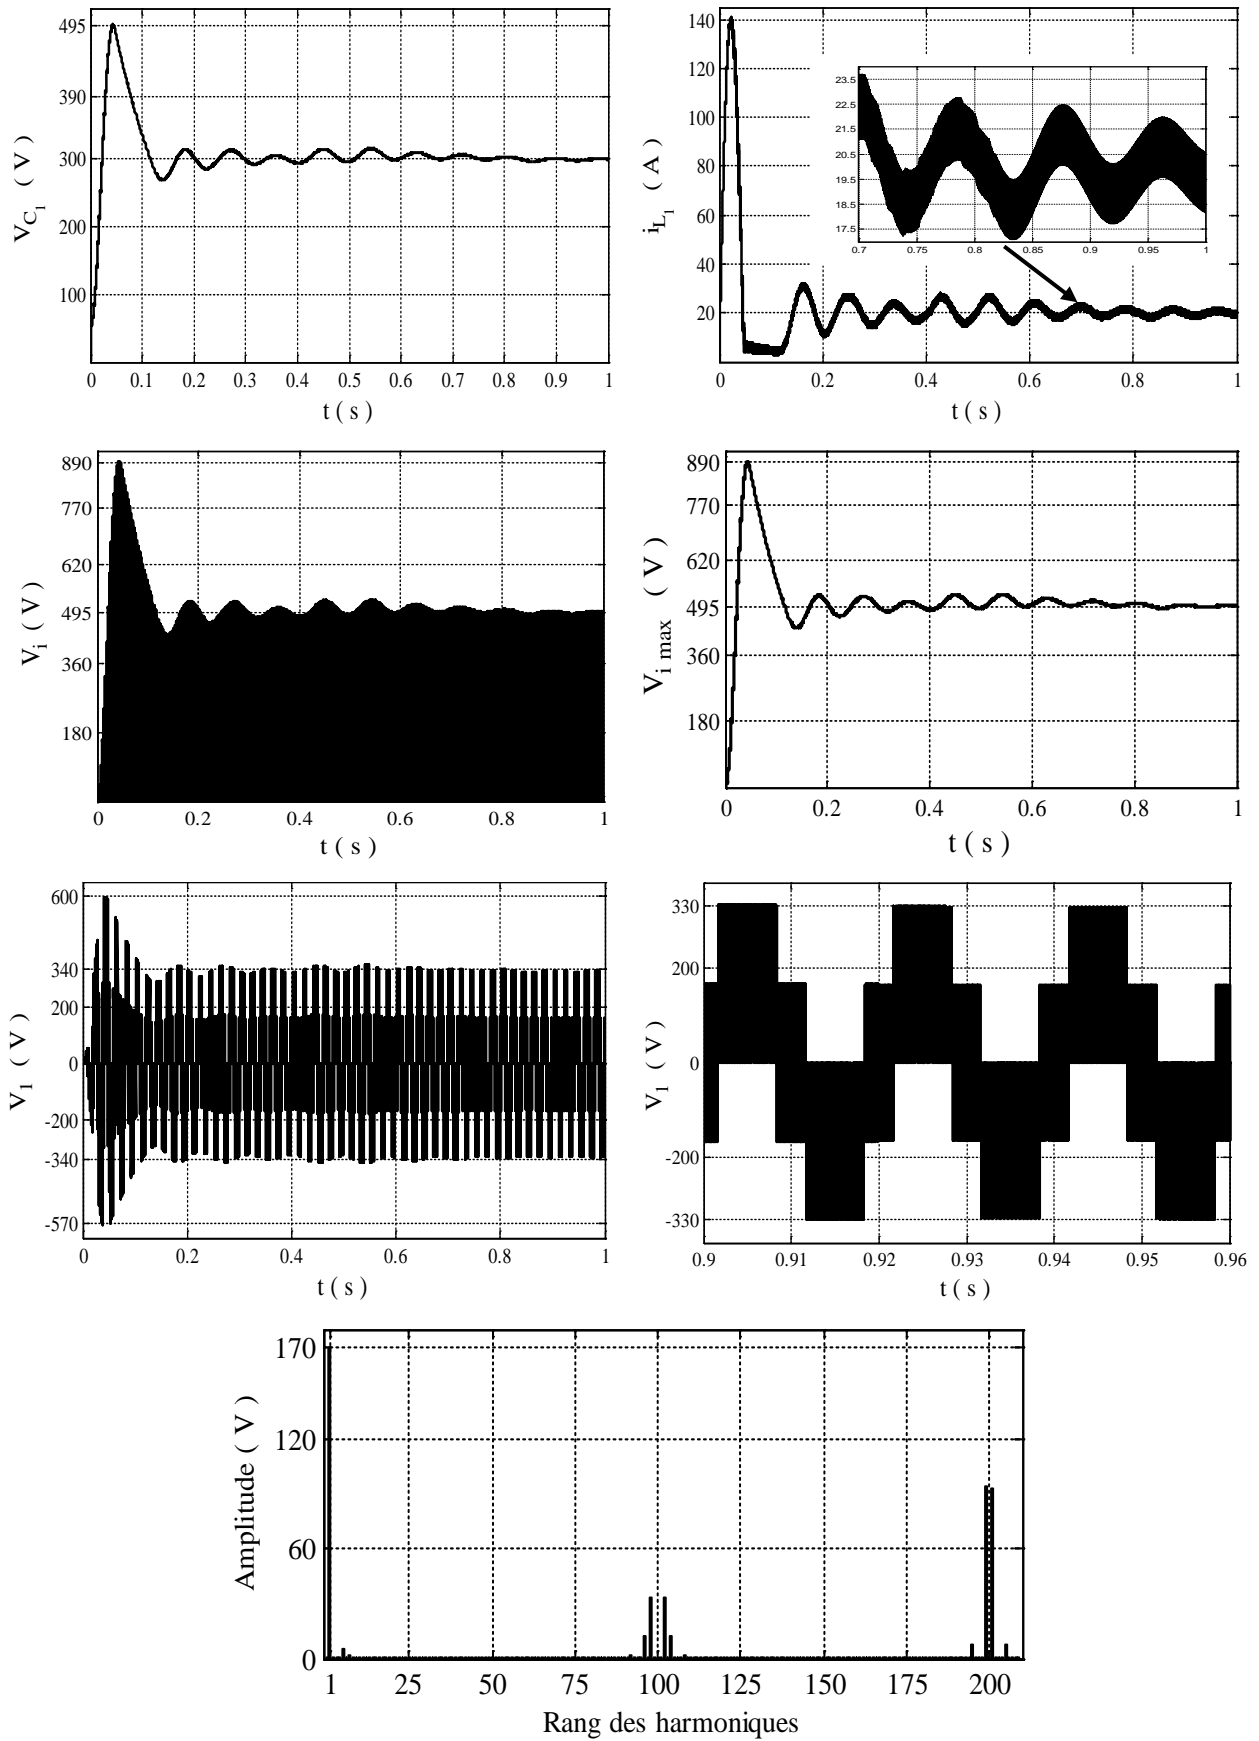 495
390
300
200
100
V_{C_1} ( V )
0 0.1 0.2 0.3 0.4 0.5 0.6 0.7 0.8 0.9 1
t ( s )
140
120
100
80
60
40
20
i_{L_1} ( A )
0 0.2 0.4 0.6 0.8 1
t ( s )
23.5
22.5
21.5
20.5
19.5
18.5
17.5
0.7 0.75 0.8 0.85 0.9 0.95 1
890
770
620
495
360
180
V_i ( V )
0 0.2 0.4 0.6 0.8 1
t ( s )
890
770
620
495
360
180
V_{i max} ( V )
0 0.2 0.4 0.6 0.8 1
t ( s )
600
340
200
0
-200
-340
-570
V_1 ( V )
0 0.2 0.4 0.6 0.8 1
t ( s )
330
200
0
-200
-330
V_1 ( V )
0.9 0.91 0.92 0.93 0.94 0.95 0.96
t ( s )
170
120
60
0
Amplitude ( V )
1 25 50 75 100 125 150 175 200
Rang des harmoniques